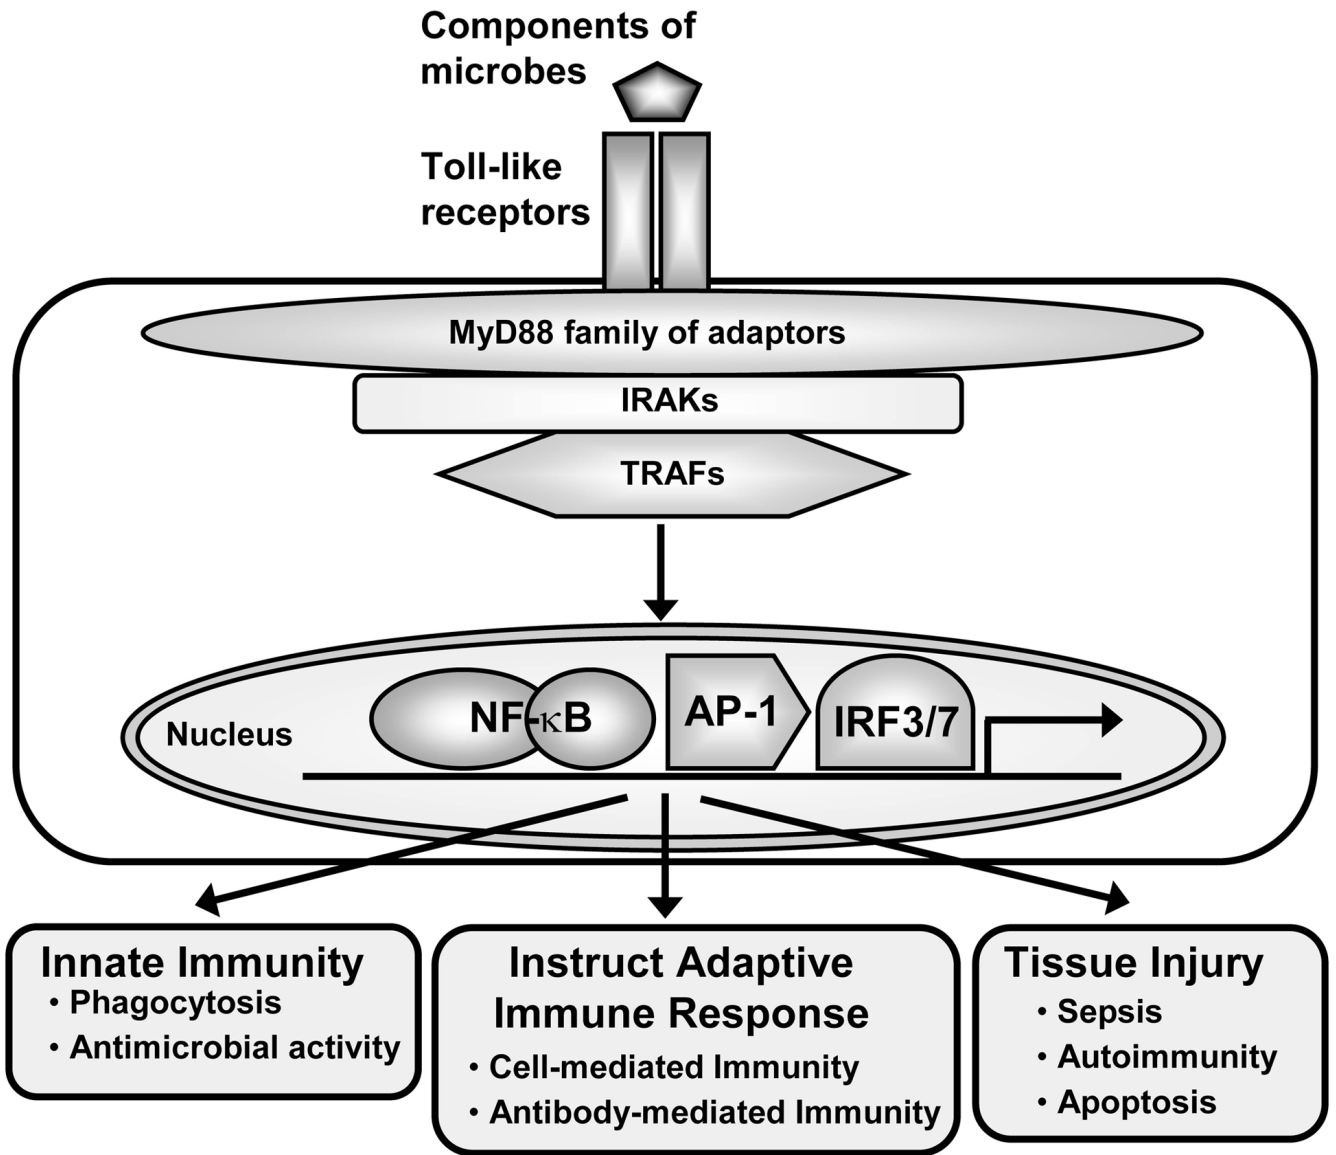 Components of
microbes
Toll-like
receptors
MyD88 family of adaptors
IRAKs
TRAFs
Nucleus
NF-κB
AP-1
IRF3/7
Innate Immunity
• Phagocytosis
• Antimicrobial activity
Instruct Adaptive
Immune Response
• Cell-mediated Immunity
• Antibody-mediated Immunity
Tissue Injury
• Sepsis
• Autoimmunity
• Apoptosis